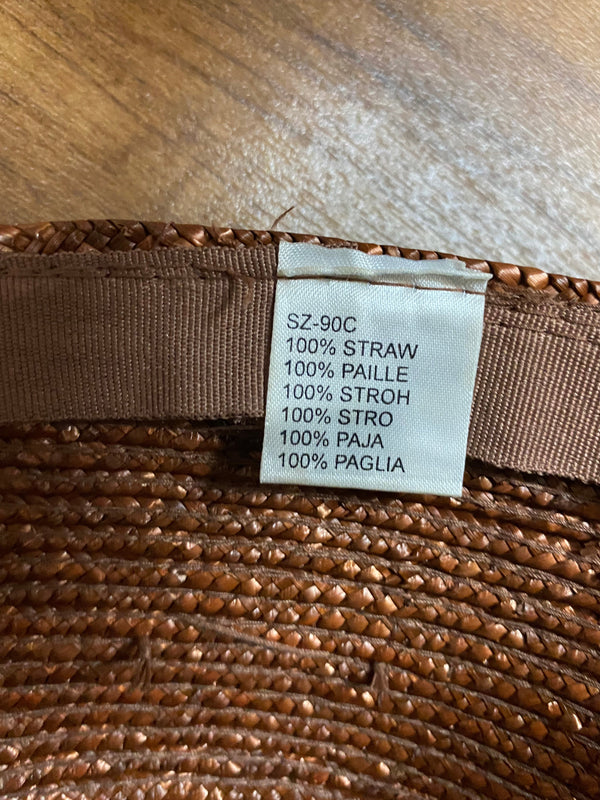 SZ-90C
100% STRAW
100% PAILLE
100% STROH
100% STRO
100% PAJA
100% PAGLIA